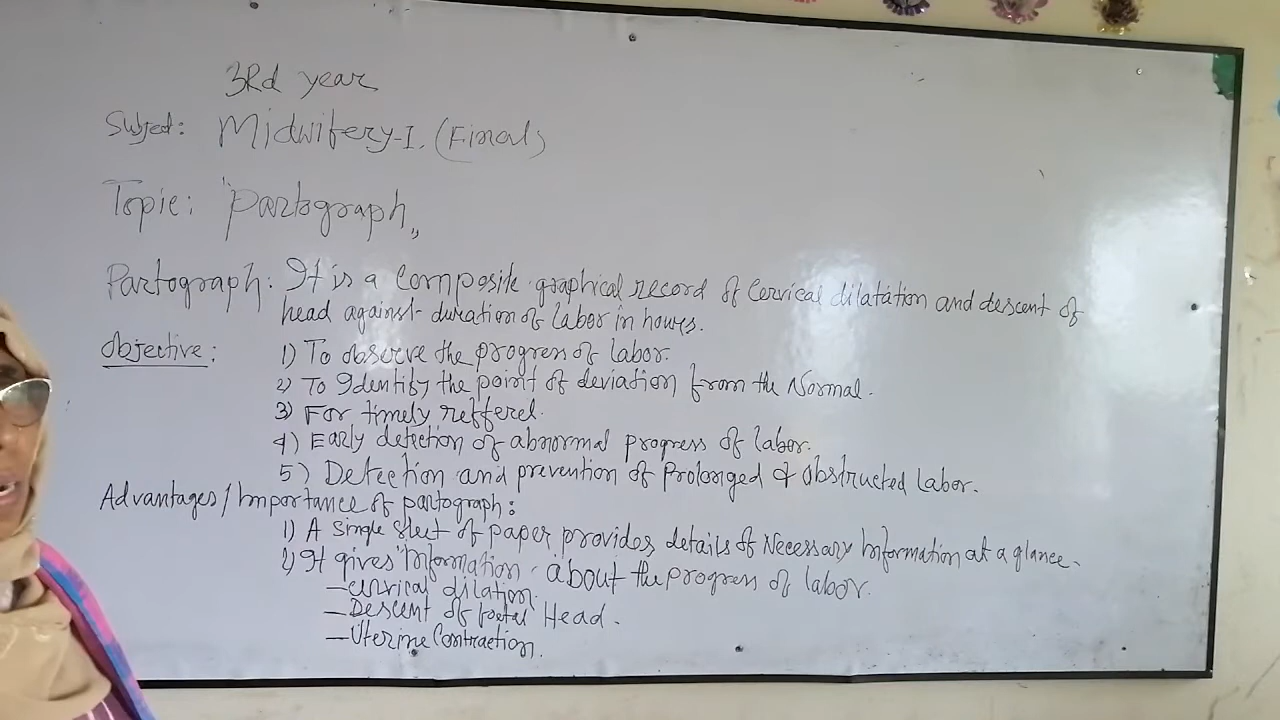 3Rd year
Subject: Midwifery-I. (Final)
Topic: "Partograph"
Partograph: It is a Composite graphical record of Cervical dilatation and descent of
head against duration of labor in hours.
Objective: 1) To observe the progress of labor.
2) To Identify the point of deviation from the Normal.
3) For timely refferel.
4) Early detection of abnormal progress of labor.
5) Detection and prevention of Prolonged & Obstructed Labor.
Advantages/Importance of partograph:
1) A single sheet of paper provides details of Necessary Information at a glance.
2) It gives Information about the progress of labor.
— Cervical dilation.
— Descent of foetal Head.
— Uterine Contraction.